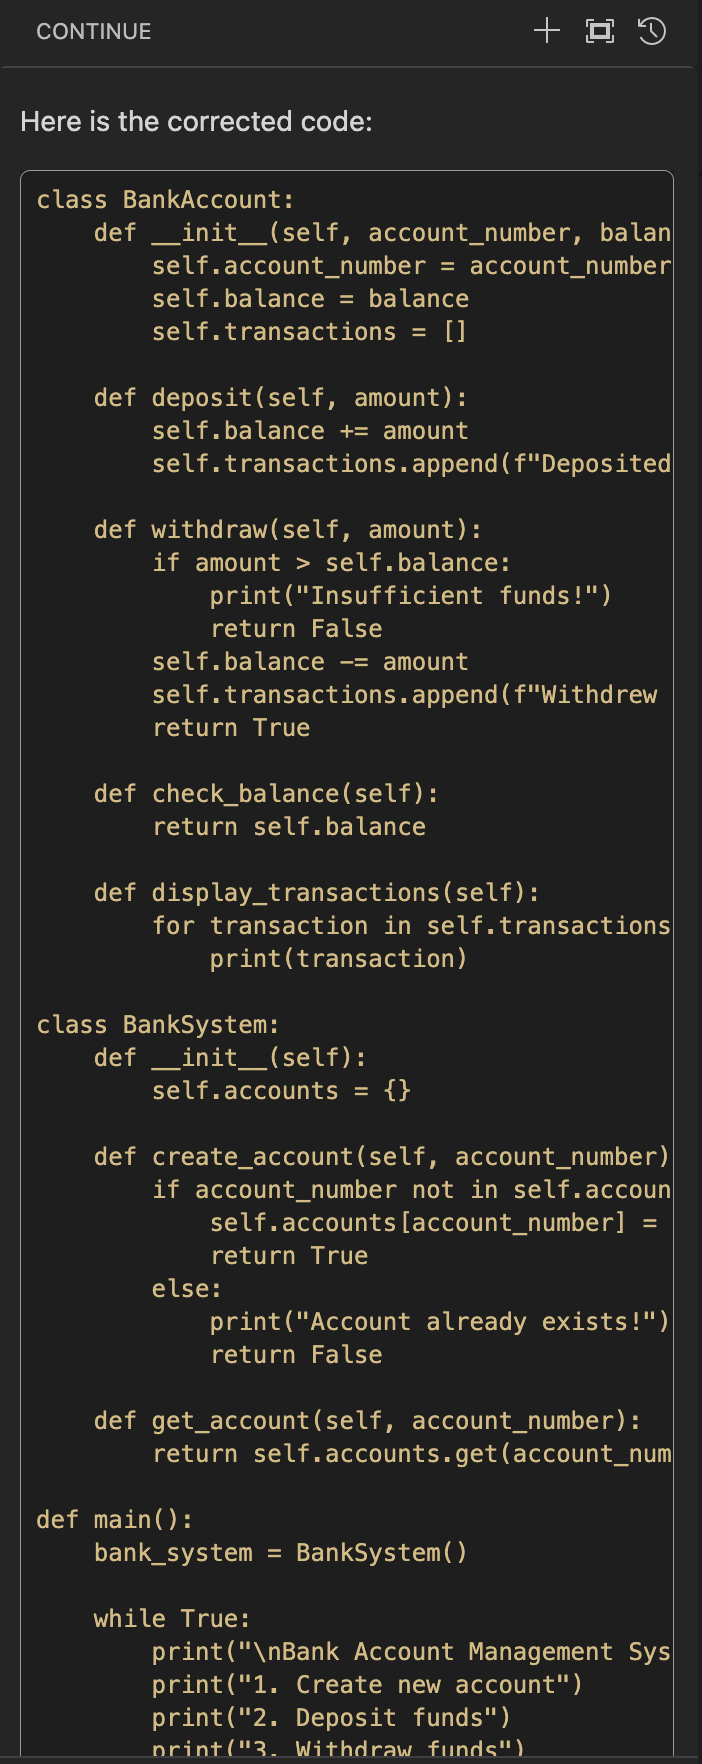 CONTINUE
Here is the corrected code:
class BankAccount:
    def __init__(self, account_number, balan
        self.account_number = account_number
        self.balance = balance
        self.transactions = []

    def deposit(self, amount):
        self.balance += amount
        self.transactions.append(f"Deposited

    def withdraw(self, amount):
        if amount > self.balance:
            print("Insufficient funds!")
            return False
        self.balance -= amount
        self.transactions.append(f"Withdrew
        return True

    def check_balance(self):
        return self.balance

    def display_transactions(self):
        for transaction in self.transactions
            print(transaction)

class BankSystem:
    def __init__(self):
        self.accounts = {}

    def create_account(self, account_number)
        if account_number not in self.accoun
            self.accounts[account_number] =
            return True
        else:
            print("Account already exists!")
            return False

    def get_account(self, account_number):
        return self.accounts.get(account_num

def main():
    bank_system = BankSystem()

    while True:
        print("\nBank Account Management Sys
        print("1. Create new account")
        print("2. Deposit funds")
        print("3. Withdraw funds")